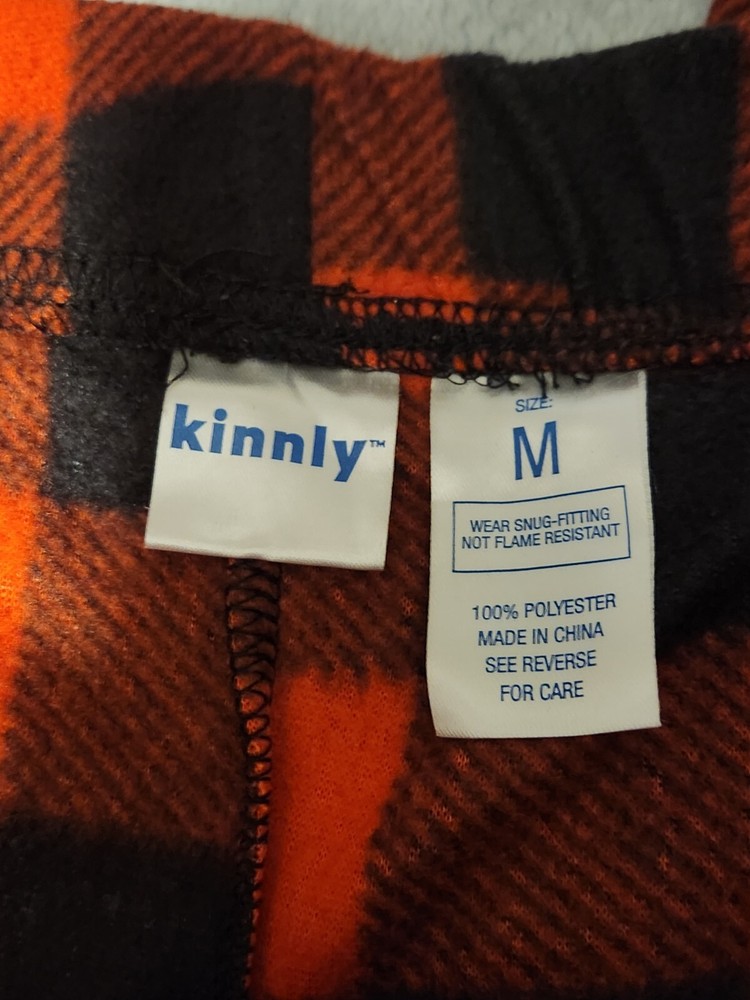 kinnly™
SIZE:
M
WEAR SNUG-FITTING
NOT FLAME RESISTANT
100% POLYESTER
MADE IN CHINA
SEE REVERSE
FOR CARE